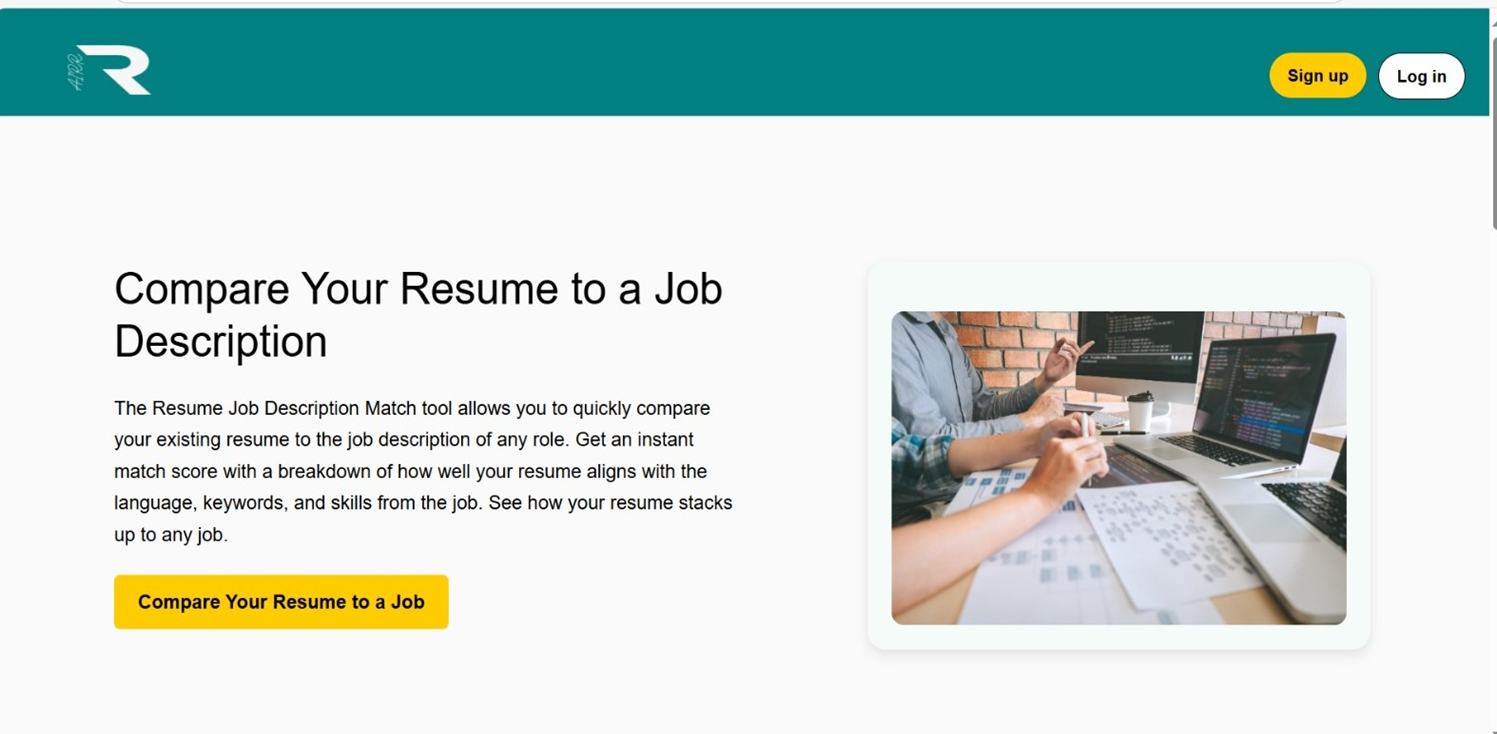 R
Sign up
Log in
Compare Your Resume to a Job
Description
The Resume Job Description Match tool allows you to quickly compare
your existing resume to the job description of any role. Get an instant
match score with a breakdown of how well your resume aligns with the
language, keywords, and skills from the job. See how your resume stacks
up to any job.
Compare Your Resume to a Job